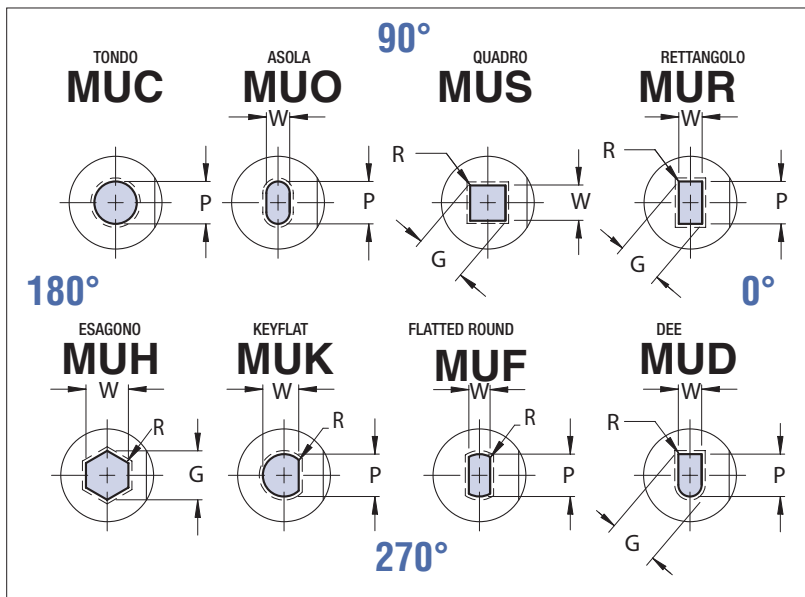 90°
TONDO
MUC
P
ASOLA
MUO
W
P
QUADRO
MUS
R
W
G
RETTANGOLO
MUR
W
R
P
G
180°
0°
ESAGONO
MUH
W
R
G
KEYFLAT
MUK
W
R
P
FLATTED ROUND
MUF
W
R
P
DEE
MUD
W
R
P
G
270°